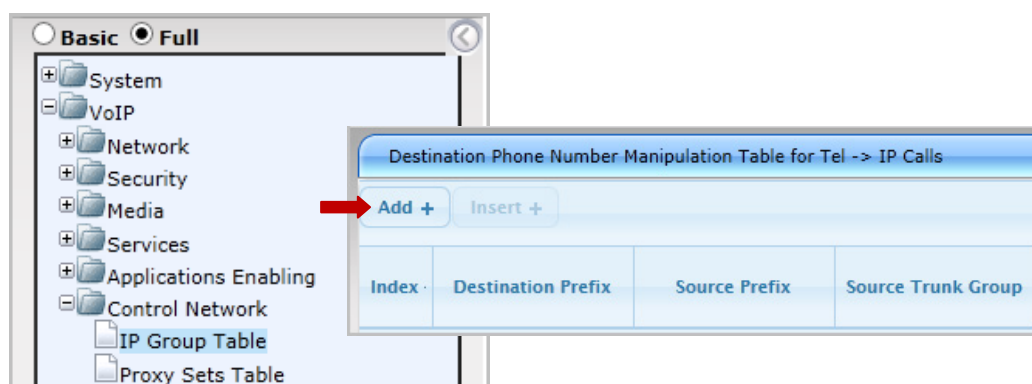 Basic Full
System
VoIP
Network
Security
Media
Services
Applications Enabling
Control Network
IP Group Table
Proxy Sets Table
Destination Phone Number Manipulation Table for Tel -> IP Calls
Add + Insert +
Index Destination Prefix Source Prefix Source Trunk Group